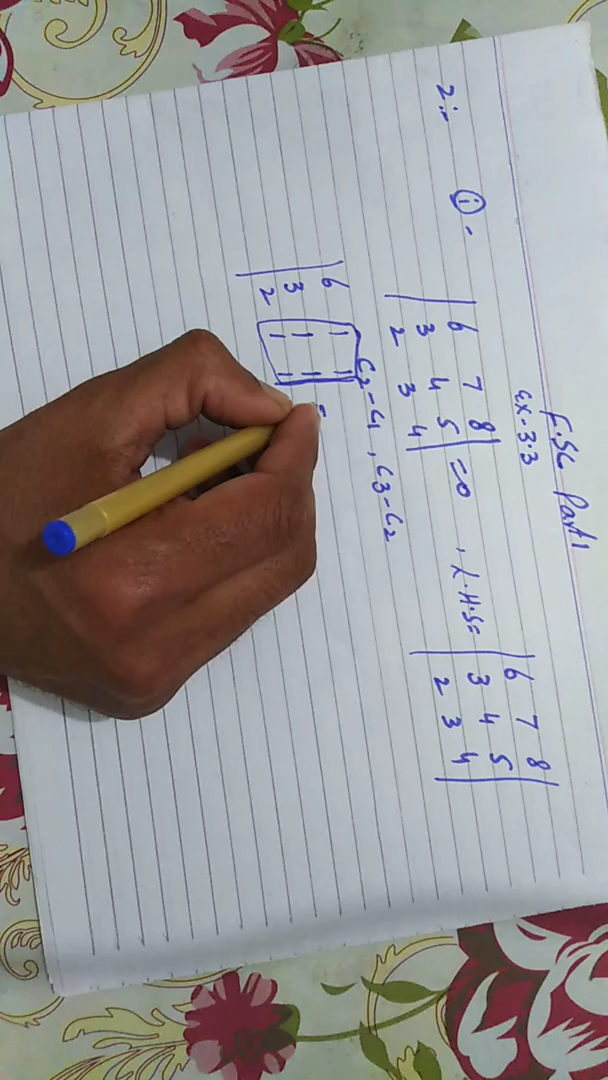 F.Sc Part 1
Ex-3.3
2:- (i)- | 6 7 8 | = 0 , L.H.S = | 6 7 8 |
| 3 4 5 | | 3 4 5 |
| 2 3 4 | | 2 3 4 |
C2-C1 , C3-C2
| 6 1 1
| 3 1 1
| 2 1 1